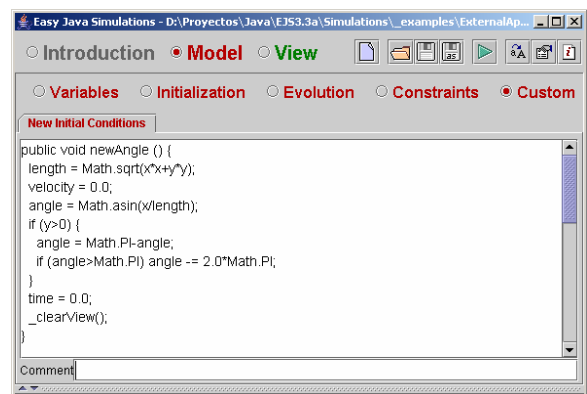 Easy Java Simulations - D:\Proyectos\Java\EJS3.3a\Simulations\_examples\ExternalAp...
Introduction Model View
as
Variables Initialization Evolution Constraints Custom
New Initial Conditions
public void newAngle () {
length = Math.sqrt(x*x+y*y);
velocity = 0.0;
angle = Math.asin(x/length);
if (y>0) {
angle = Math.PI-angle;
if (angle>Math.PI) angle -= 2.0*Math.PI;
}
time = 0.0;
_clearView();
}
Comment